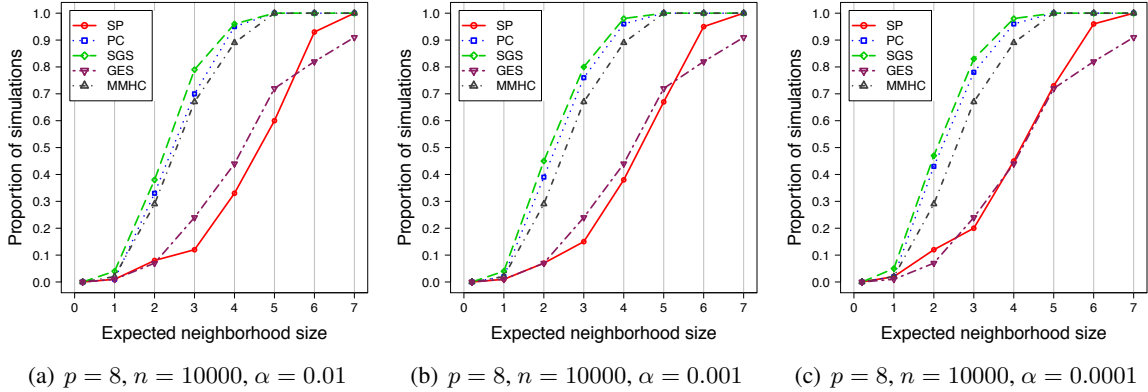 Proportion of simulations
1.0
0.9
0.8
0.7
0.6
0.5
0.4
0.3
0.2
0.1
0.0
SP
PC
SGS
GES
MMHC
0 1 2 3 4 5 6 7
Expected neighborhood size
(a) p = 8, n = 10000, α = 0.01
Proportion of simulations
1.0
0.9
0.8
0.7
0.6
0.5
0.4
0.3
0.2
0.1
0.0
SP
PC
SGS
GES
MMHC
0 1 2 3 4 5 6 7
Expected neighborhood size
(b) p = 8, n = 10000, α = 0.001
Proportion of simulations
1.0
0.9
0.8
0.7
0.6
0.5
0.4
0.3
0.2
0.1
0.0
SP
PC
SGS
GES
MMHC
0 1 2 3 4 5 6 7
Expected neighborhood size
(c) p = 8, n = 10000, α = 0.0001